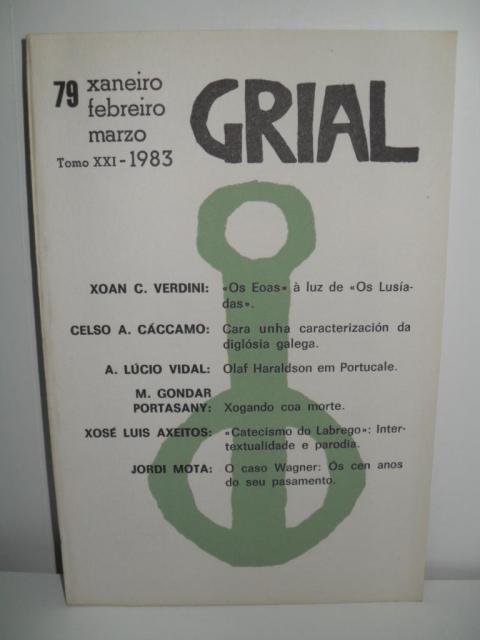 79 xaneiro
febreiro
marzo
Tomo XXI - 1983
GRIAL
XOAN C. VERDINI: «Os Eoas» à luz de «Os Lusía-
das».
CELSO A. CÁCCAMO: Cara unha caracterización da
diglósia galega.
A. LÚCIO VIDAL: Olaf Haraldson em Portucale.
M. GONDAR
PORTASANY: Xogando coa morte.
XOSÉ LUIS AXEITOS: «Catecismo do Labrego»: Inter-
textualidade e parodia.
JORDI MOTA: O caso Wagner: Os cen anos
do seu pasamento.